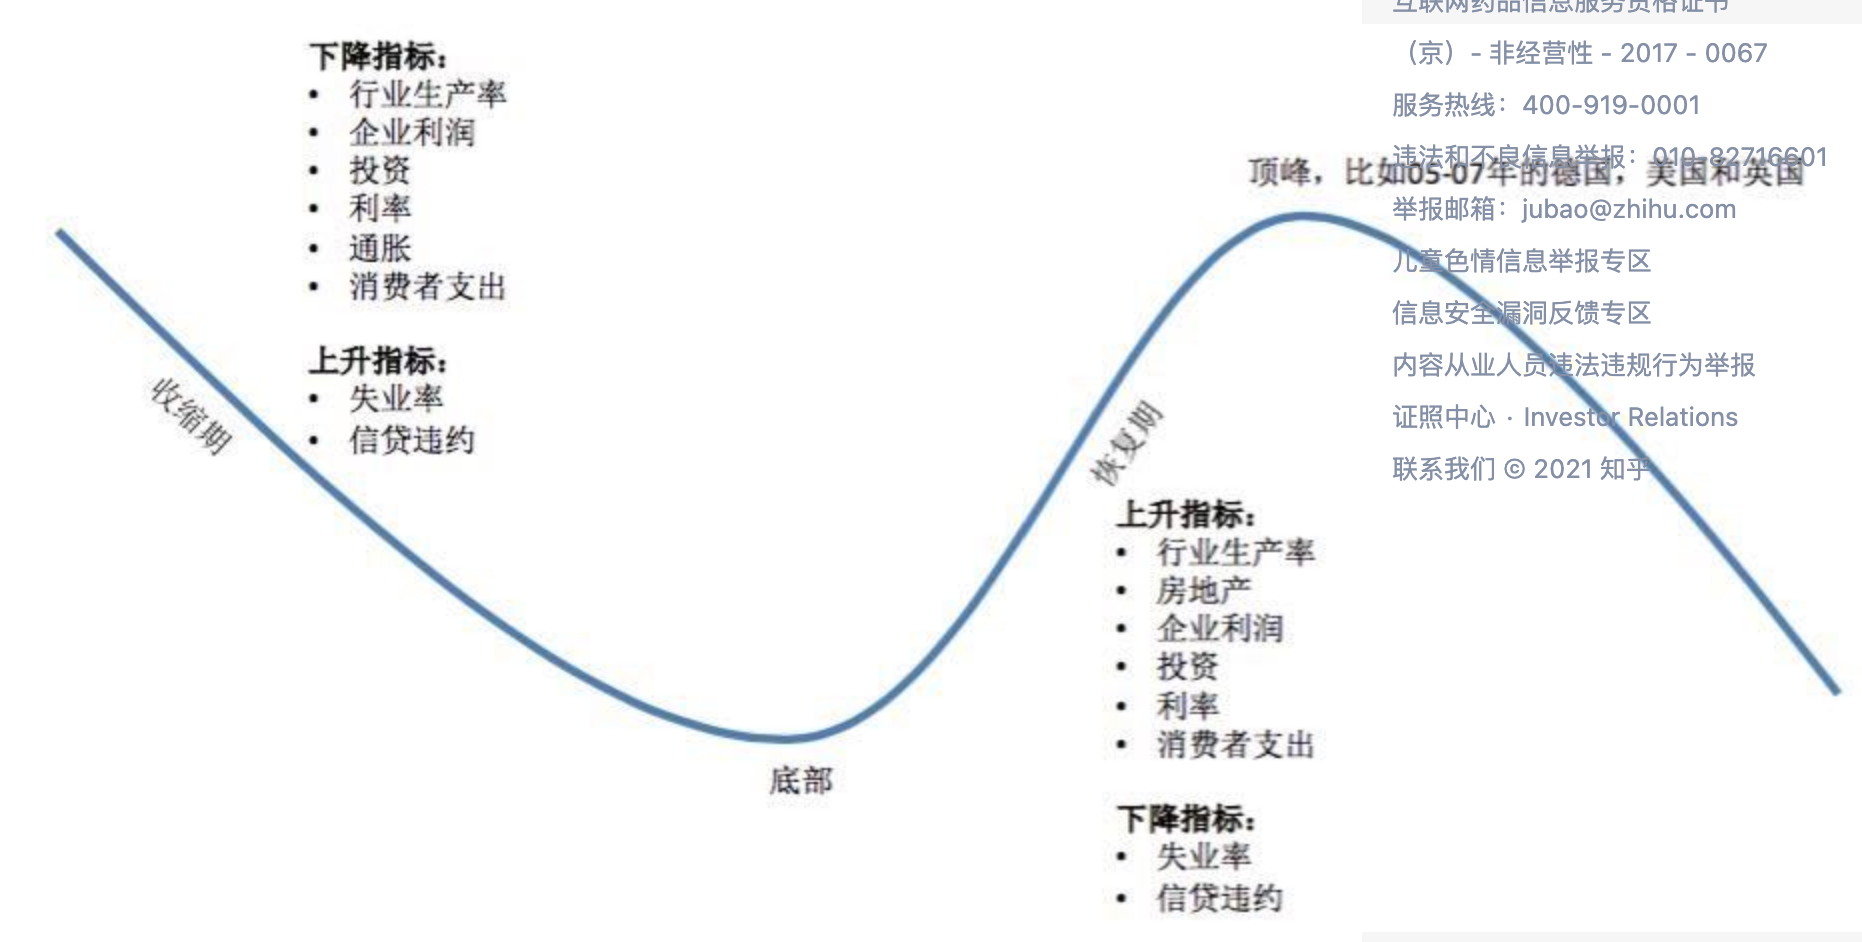 下降指标：
• 行业生产率
• 企业利润
• 投资
• 利率
• 通胀
• 消费者支出
上升指标：
• 失业率
• 信贷违约
收缩期
底部
恢复期
顶峰，比如05-07年的德国，美国和英国
上升指标：
• 行业生产率
• 房地产
• 企业利润
• 投资
• 利率
• 消费者支出
下降指标：
• 失业率
• 信贷违约
互联网药品信息服务资格证书
（京）- 非经营性 - 2017 - 0067
服务热线：400-919-0001
违法和不良信息举报：010-82716601
举报邮箱：jubao@zhihu.com
儿童色情信息举报专区
信息安全漏洞反馈专区
内容从业人员违法违规行为举报
证照中心 · Investor Relations
联系我们 © 2021 知乎